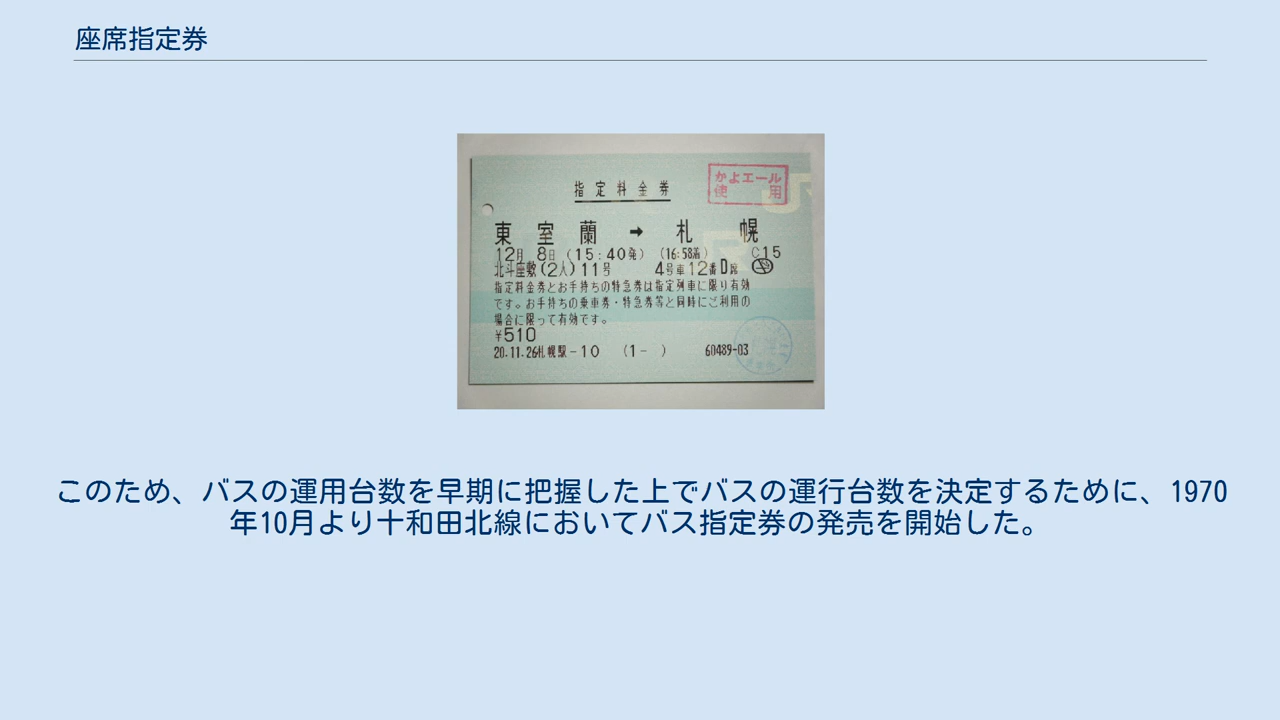 座席指定券
指定料金券
かよエール
使用
東室蘭 → 札幌
12月 8日 (15:40発) (16:58着) C15
北斗座敷(2人)11号 4号車12番D席
指定料金券とお手持ちの特急券は指定列車に限り有効
です。お手持ちの乗車券・特急券等と同時にご利用の
場合に限って有効です。
¥510
20.11.26札幌駅-10 (1- ) 60489-03
このため、バスの運用台数を早期に把握した上でバスの運行台数を決定するために、1970
年10月より十和田北線においてバス指定券の発売を開始した。